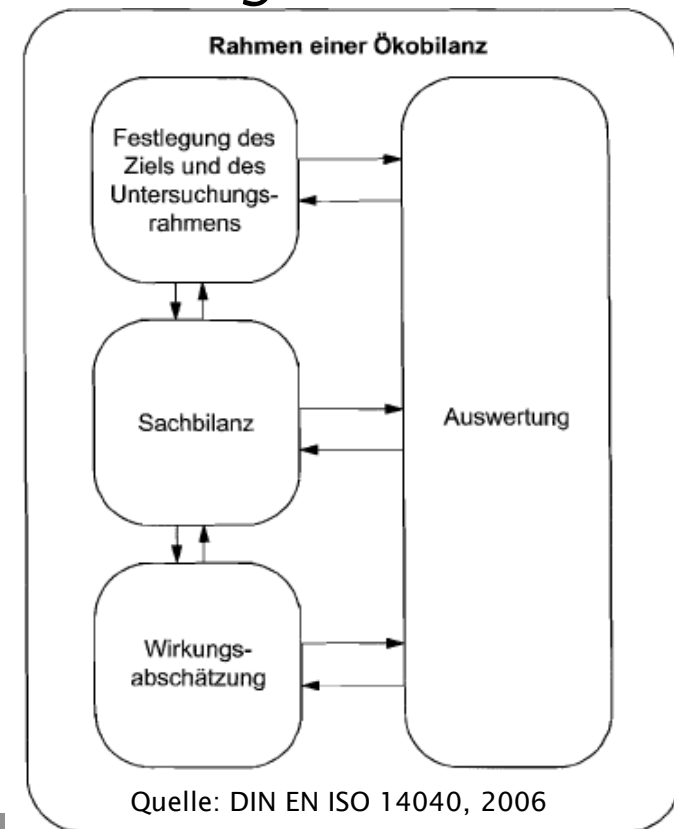 Rahmen einer Ökobilanz
Festlegung des
Ziels und des
Untersuchungs-
rahmens
Sachbilanz
Auswertung
Wirkungs-
abschätzung
Quelle: DIN EN ISO 14040, 2006